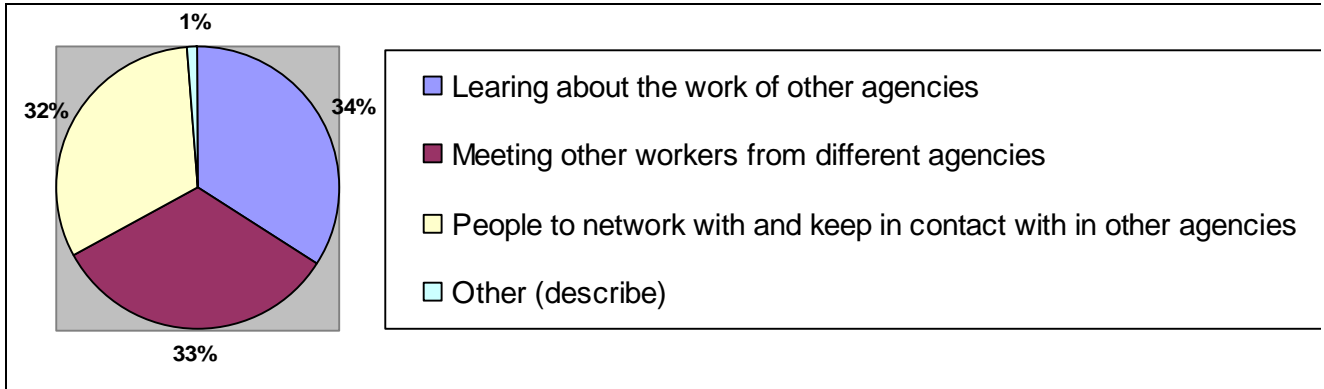 1%
32%
34%
33%
Learing about the work of other agencies
Meeting other workers from different agencies
People to network with and keep in contact with in other agencies
Other (describe)